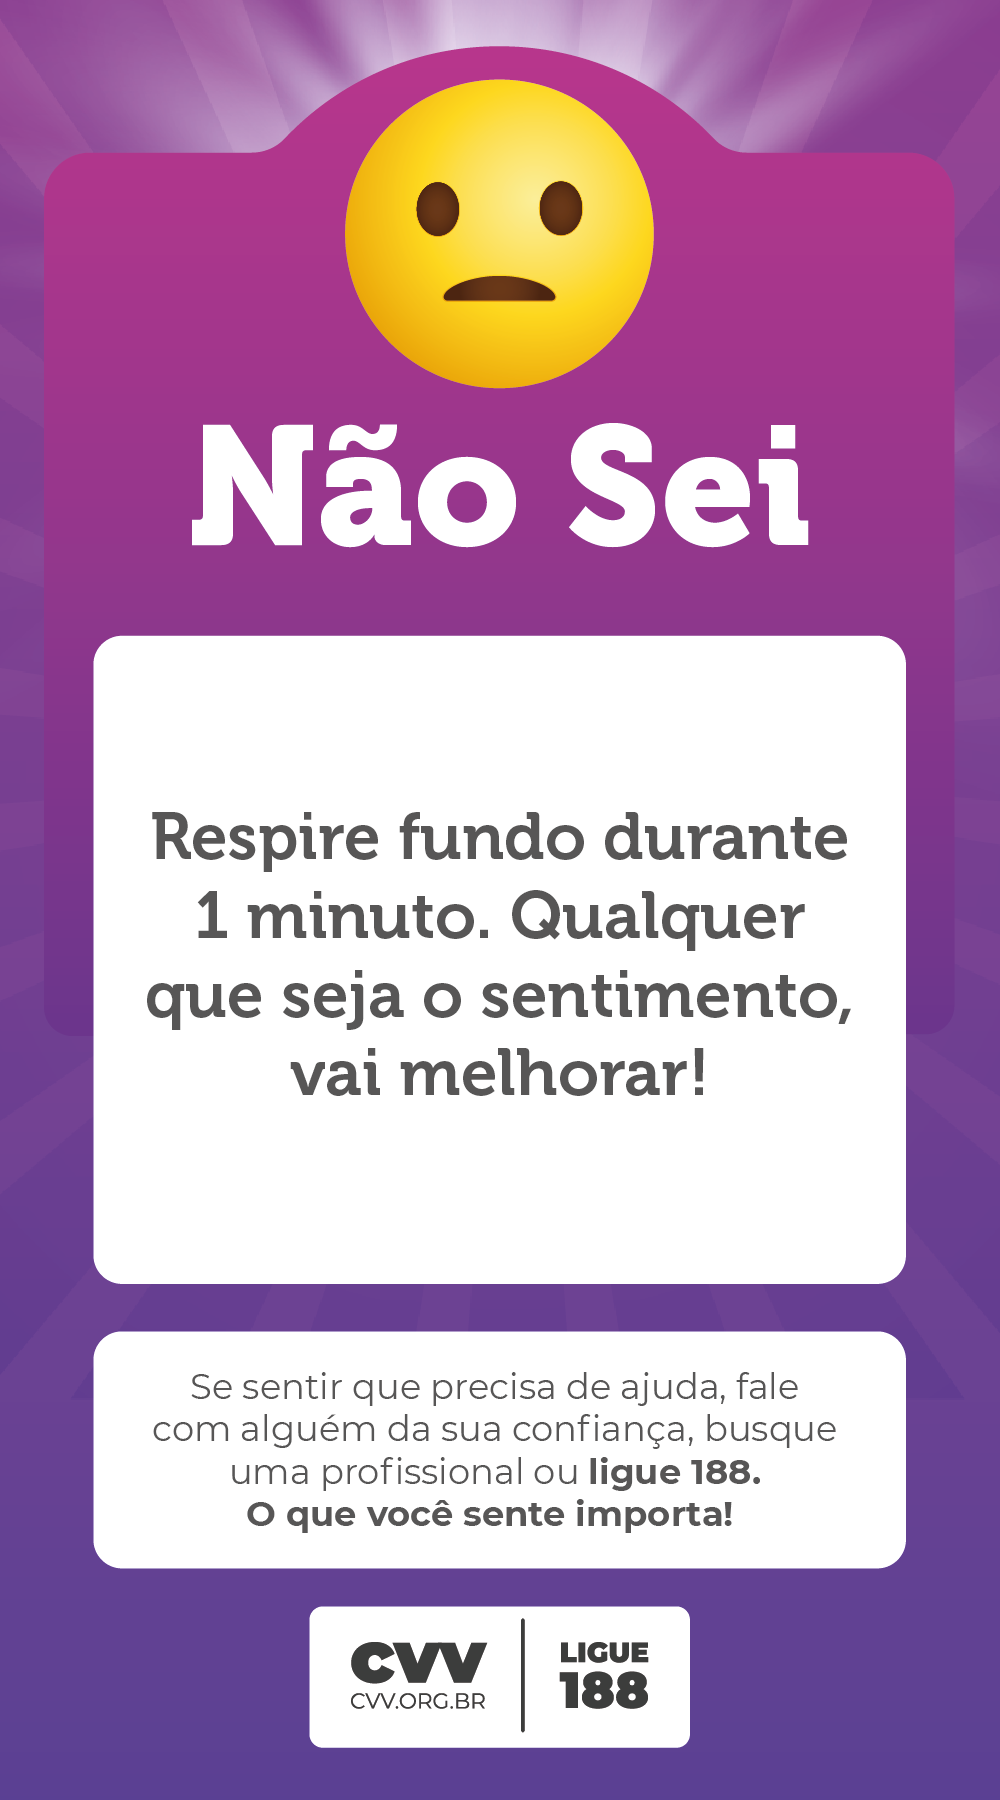 Não Sei
Respire fundo durante
1 minuto. Qualquer
que seja o sentimento,
vai melhorar!
Se sentir que precisa de ajuda, fale
com alguém da sua confiança, busque
uma profissional ou ligue 188.
O que você sente importa!
CVV
CVV.ORG.BR
LIGUE
188